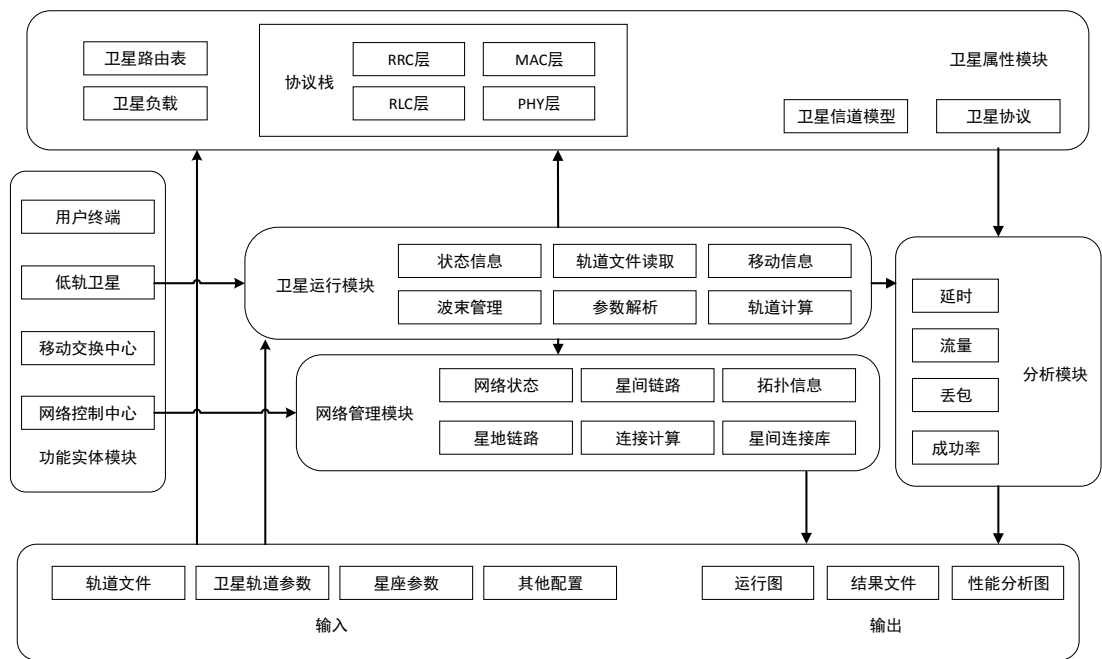 卫星路由表
卫星负载
协议栈
RRC层
MAC层
RLC层
PHY层
卫星属性模块
卫星信道模型
卫星协议
用户终端
低轨卫星
移动交换中心
网络控制中心
功能实体模块
卫星运行模块
状态信息
轨道文件读取
移动信息
波束管理
参数解析
轨道计算
网络管理模块
网络状态
星间链路
拓扑信息
星地链路
连接计算
星间连接库
延时
流量
丢包
成功率
分析模块
轨道文件
卫星轨道参数
星座参数
其他配置
输入
运行图
结果文件
性能分析图
输出